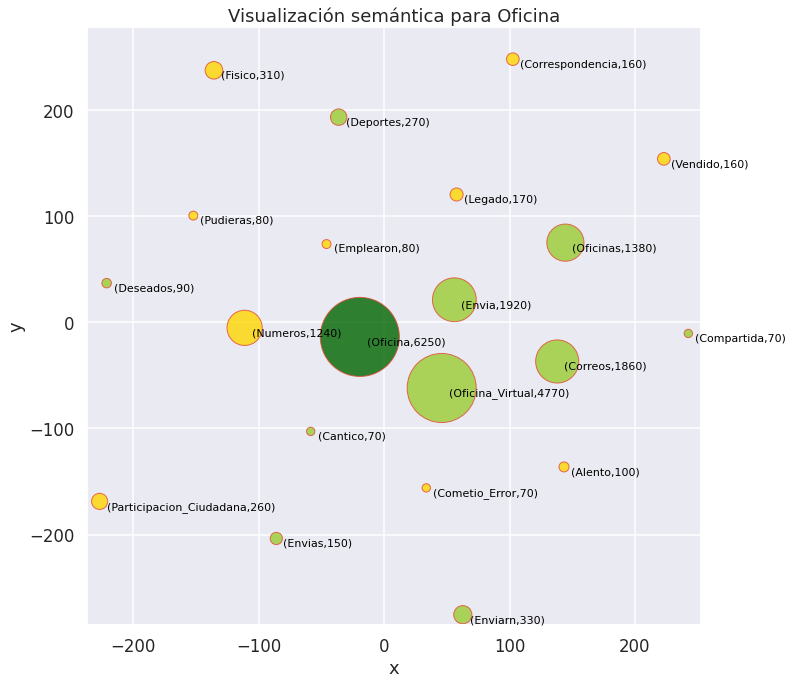 Visualización semántica para Oficina
(Fisico,310)
(Correspondencia,160)
200
(Deportes,270)
(Vendido,160)
(Legado,170)
100
(Pudieras,80)
(Emplearon,80)
(Oficinas,1380)
(Deseados,90)
(Envia,1920)
0
(Numeros,1240)
(Oficina,6250)
(Compartida,70)
y
(Correos,1860)
(Oficina_Virtual,4770)
−100
(Cantico,70)
(Alento,100)
(Cometio_Error,70)
(Participacion_Ciudadana,260)
−200
(Envias,150)
(Enviarn,330)
−200 −100 0 100 200
x